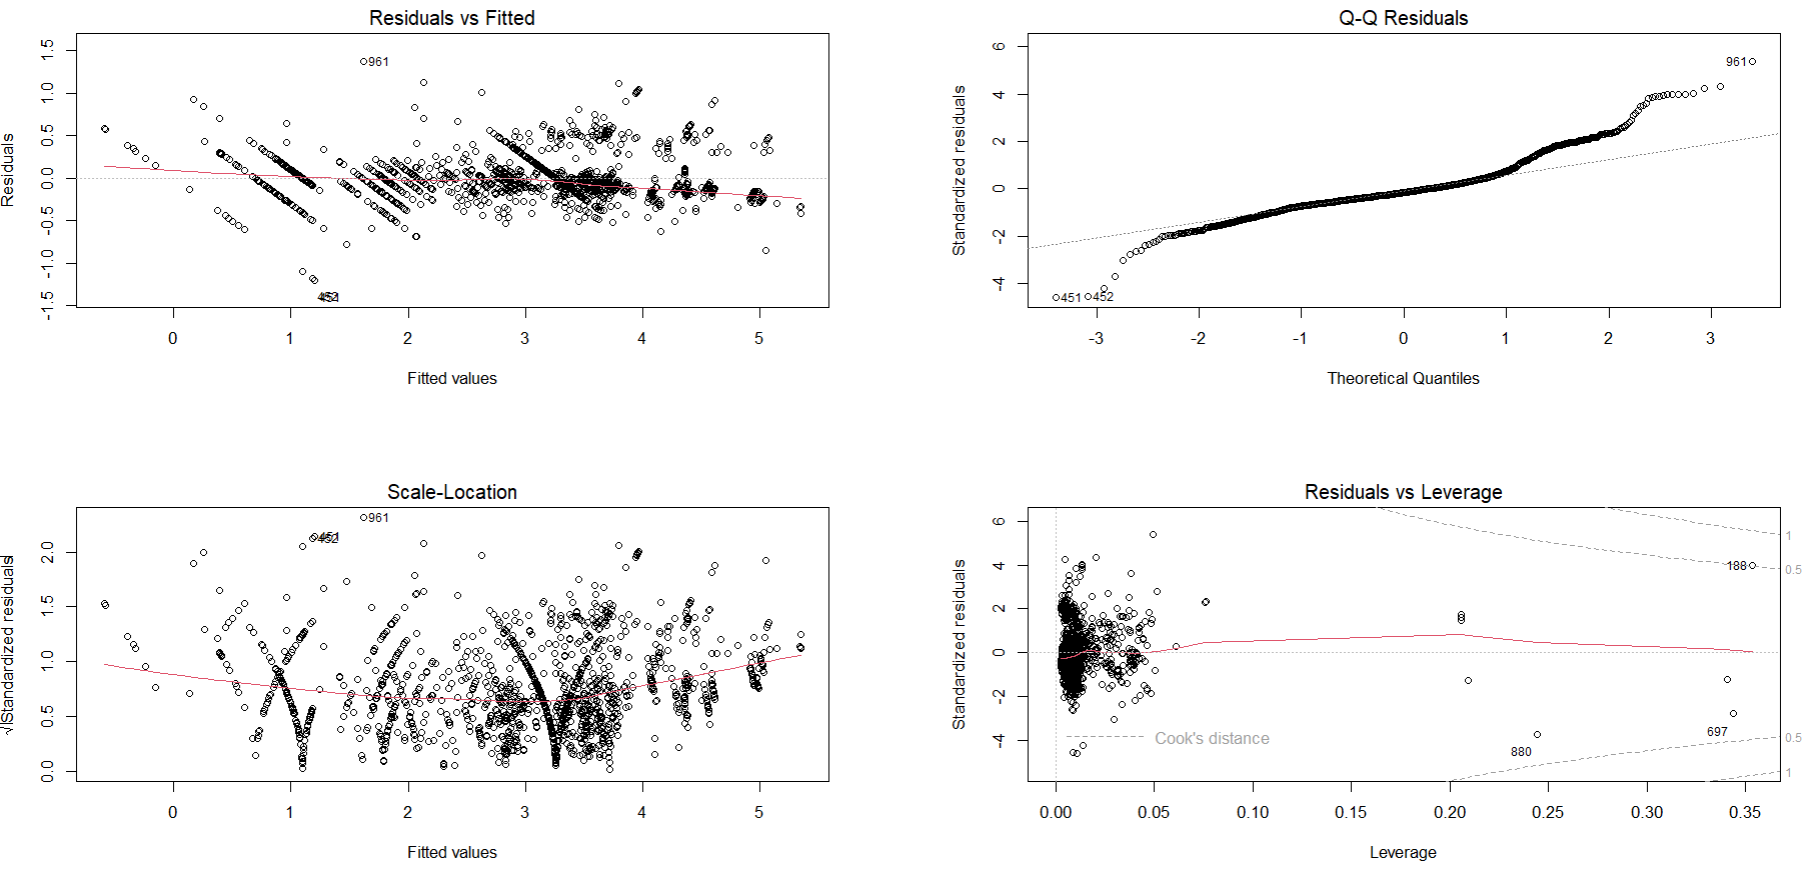 Residuals vs Fitted
Residuals
1.5
1.0
0.5
0.0
-0.5
-1.0
-1.5
961
452
451
0 1 2 3 4 5
Fitted values
Q-Q Residuals
Standardized residuals
6
4
2
0
-2
-4
961
451 452
-3 -2 -1 0 1 2 3
Theoretical Quantiles
Scale-Location
√|Standardized residuals|
2.0
1.5
1.0
0.5
0.0
961
451
452
0 1 2 3 4 5
Fitted values
Residuals vs Leverage
Standardized residuals
6
4
2
0
-2
-4
1
0.5
188
697
880
0.5
1
Cook's distance
0.00 0.05 0.10 0.15 0.20 0.25 0.30 0.35
Leverage